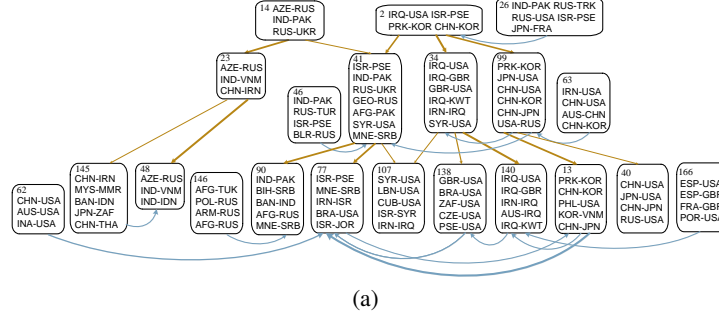 14 AZE-RUS
IND-PAK
RUS-UKR
2 IRQ-USA ISR-PSE
PRK-KOR CHN-KOR
26 IND-PAK RUS-TRK
RUS-USA ISR-PSE
JPN-FRA
23
AZE-RUS
IND-VNM
CHN-IRN
41
ISR-PSE
IND-PAK
RUS-UKR
GEO-RUS
AFG-PAK
SYR-USA
MNE-SRB
34
IRQ-USA
IRQ-GBR
GBR-USA
IRQ-KWT
IRN-IRQ
SYR-USA
99
PRK-KOR
JPN-USA
CHN-USA
CHN-KOR
CHN-JPN
USA-RUS
63
IRN-USA
CHN-USA
AUS-CHN
CHN-KOR
46
IND-PAK
RUS-TUR
ISR-PSE
BLR-RUS
62
CHN-USA
AUS-USA
INA-USA
145
CHN-IRN
MYS-MMR
BAN-IDN
JPN-ZAF
CHN-THA
48
AZE-RUS
IND-VNM
IND-IDN
146
AFG-TUK
POL-RUS
ARM-RUS
AFG-RUS
90
IND-PAK
BIH-SRB
BAN-IND
AFG-RUS
MNE-SRB
77
ISR-PSE
MNE-SRB
IRN-ISR
BRA-USA
ISR-JOR
107
SYR-USA
LBN-USA
CUB-USA
ISR-SYR
IRN-IRQ
138
GBR-USA
BRA-USA
ZAF-USA
CZE-USA
PSE-USA
140
IRQ-USA
IRQ-GBR
IRN-IRQ
AUS-IRQ
IRQ-KWT
13
PRK-KOR
CHN-KOR
PHL-USA
KOR-VNM
CHN-JPN
40
CHN-USA
JPN-USA
CHN-JPN
RUS-USA
166
ESP-USA
ESP-GBR
FRA-GBR
POR-USA
(a)